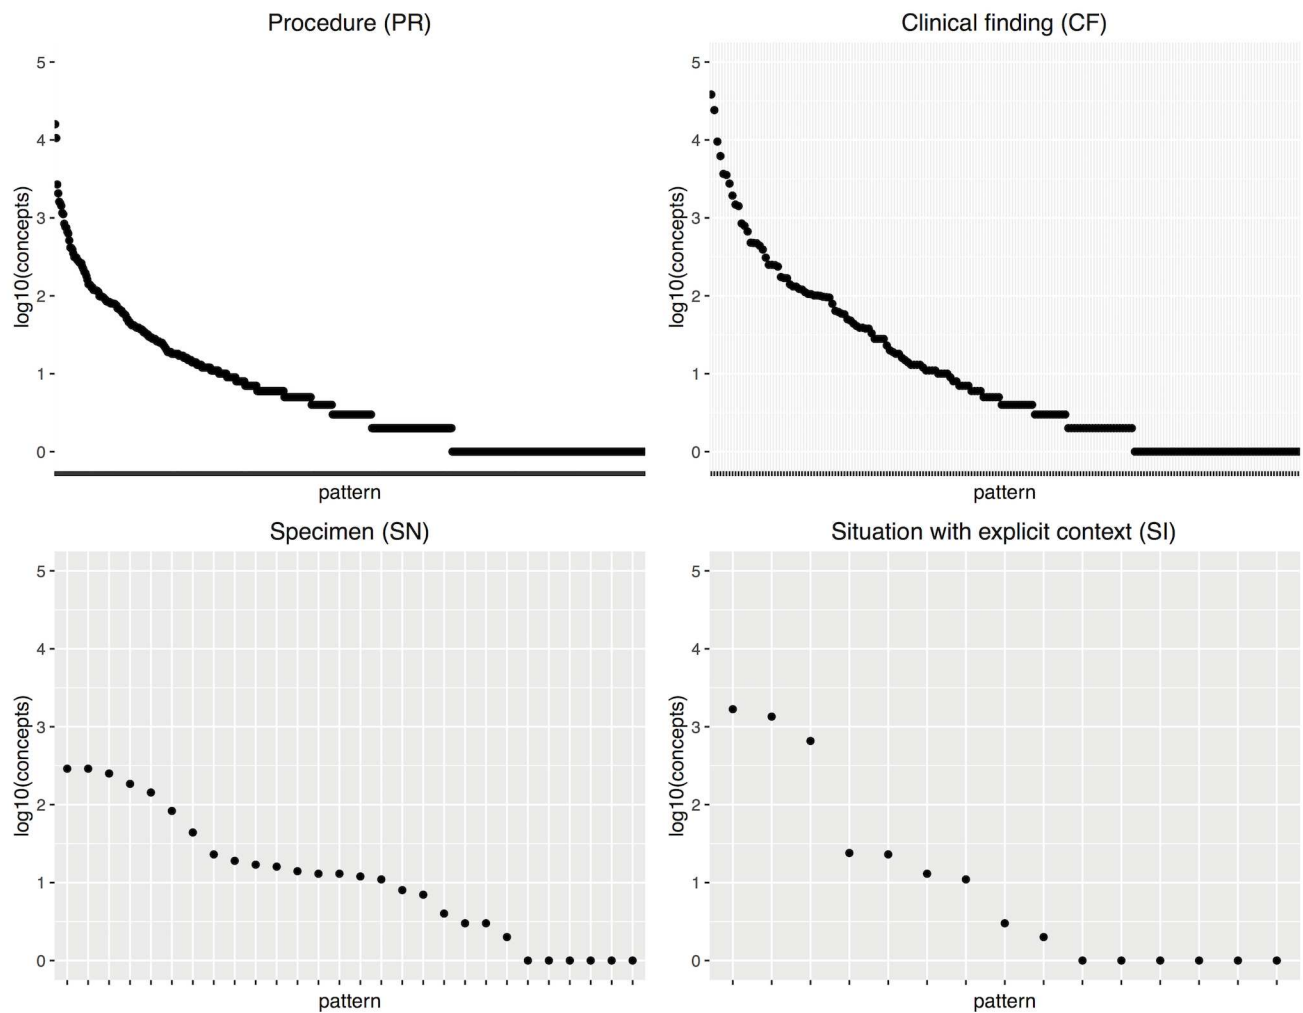 Procedure (PR)
5
4
3
2
1
0
log10(concepts)
pattern
Clinical finding (CF)
5
4
3
2
1
0
log10(concepts)
pattern
Specimen (SN)
5
4
3
2
1
0
log10(concepts)
pattern
Situation with explicit context (SI)
5
4
3
2
1
0
log10(concepts)
pattern